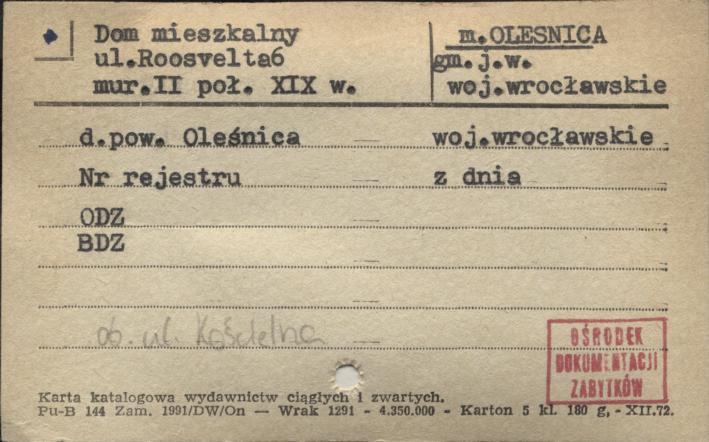 Dom mieszkalny m.OLESNICA
ul.Roosvelta6 gm.j.w.
mur.II poł. XIX w. woj.wrocławskie
d.pow. Oleśnica woj.wrocławskie
Nr rejestru z dnia
ODZ
BDZ
ob. ul. Kościelna
OŚRODEK
DOKUMENTACJI
ZABYTKÓW
Karta katalogowa wydawnictw ciągłych i zwartych.
Pu-B 144 Zam. 1991/DW/On — Wrak 1291 - 4.350.000 - Karton 5 kl. 180 g, - XII.72.